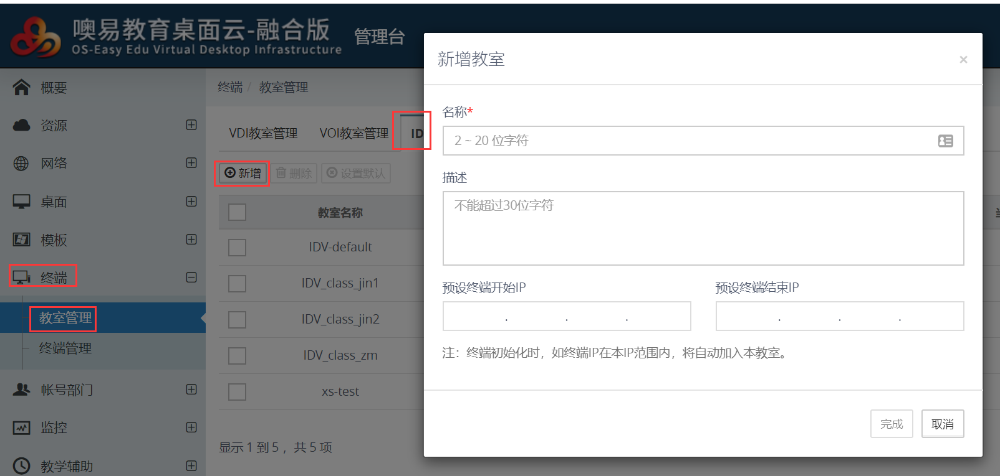 噢易教育桌面云-融合版 管理台
OS-Easy Edu Virtual Desktop Infrastructure
概要
资源
网络
桌面
模板
终端
教室管理
终端管理
帐号部门
监控
教学辅助
终端 / 教室管理
VDI教室管理 VOI教室管理 ID
新增 删除 设置默认
教室名称
IDV-default
IDV_class_jin1
IDV_class_jin2
IDV_class_zm
xs-test
显示 1 到 5 ，共 5 项
新增教室 ×
名称*
2 ~ 20 位字符
描述
不能超过30位字符
预设终端开始IP 预设终端结束IP
. . . . . .
注：终端初始化时，如终端IP在本IP范围内，将自动加入本教室。
完成 取消